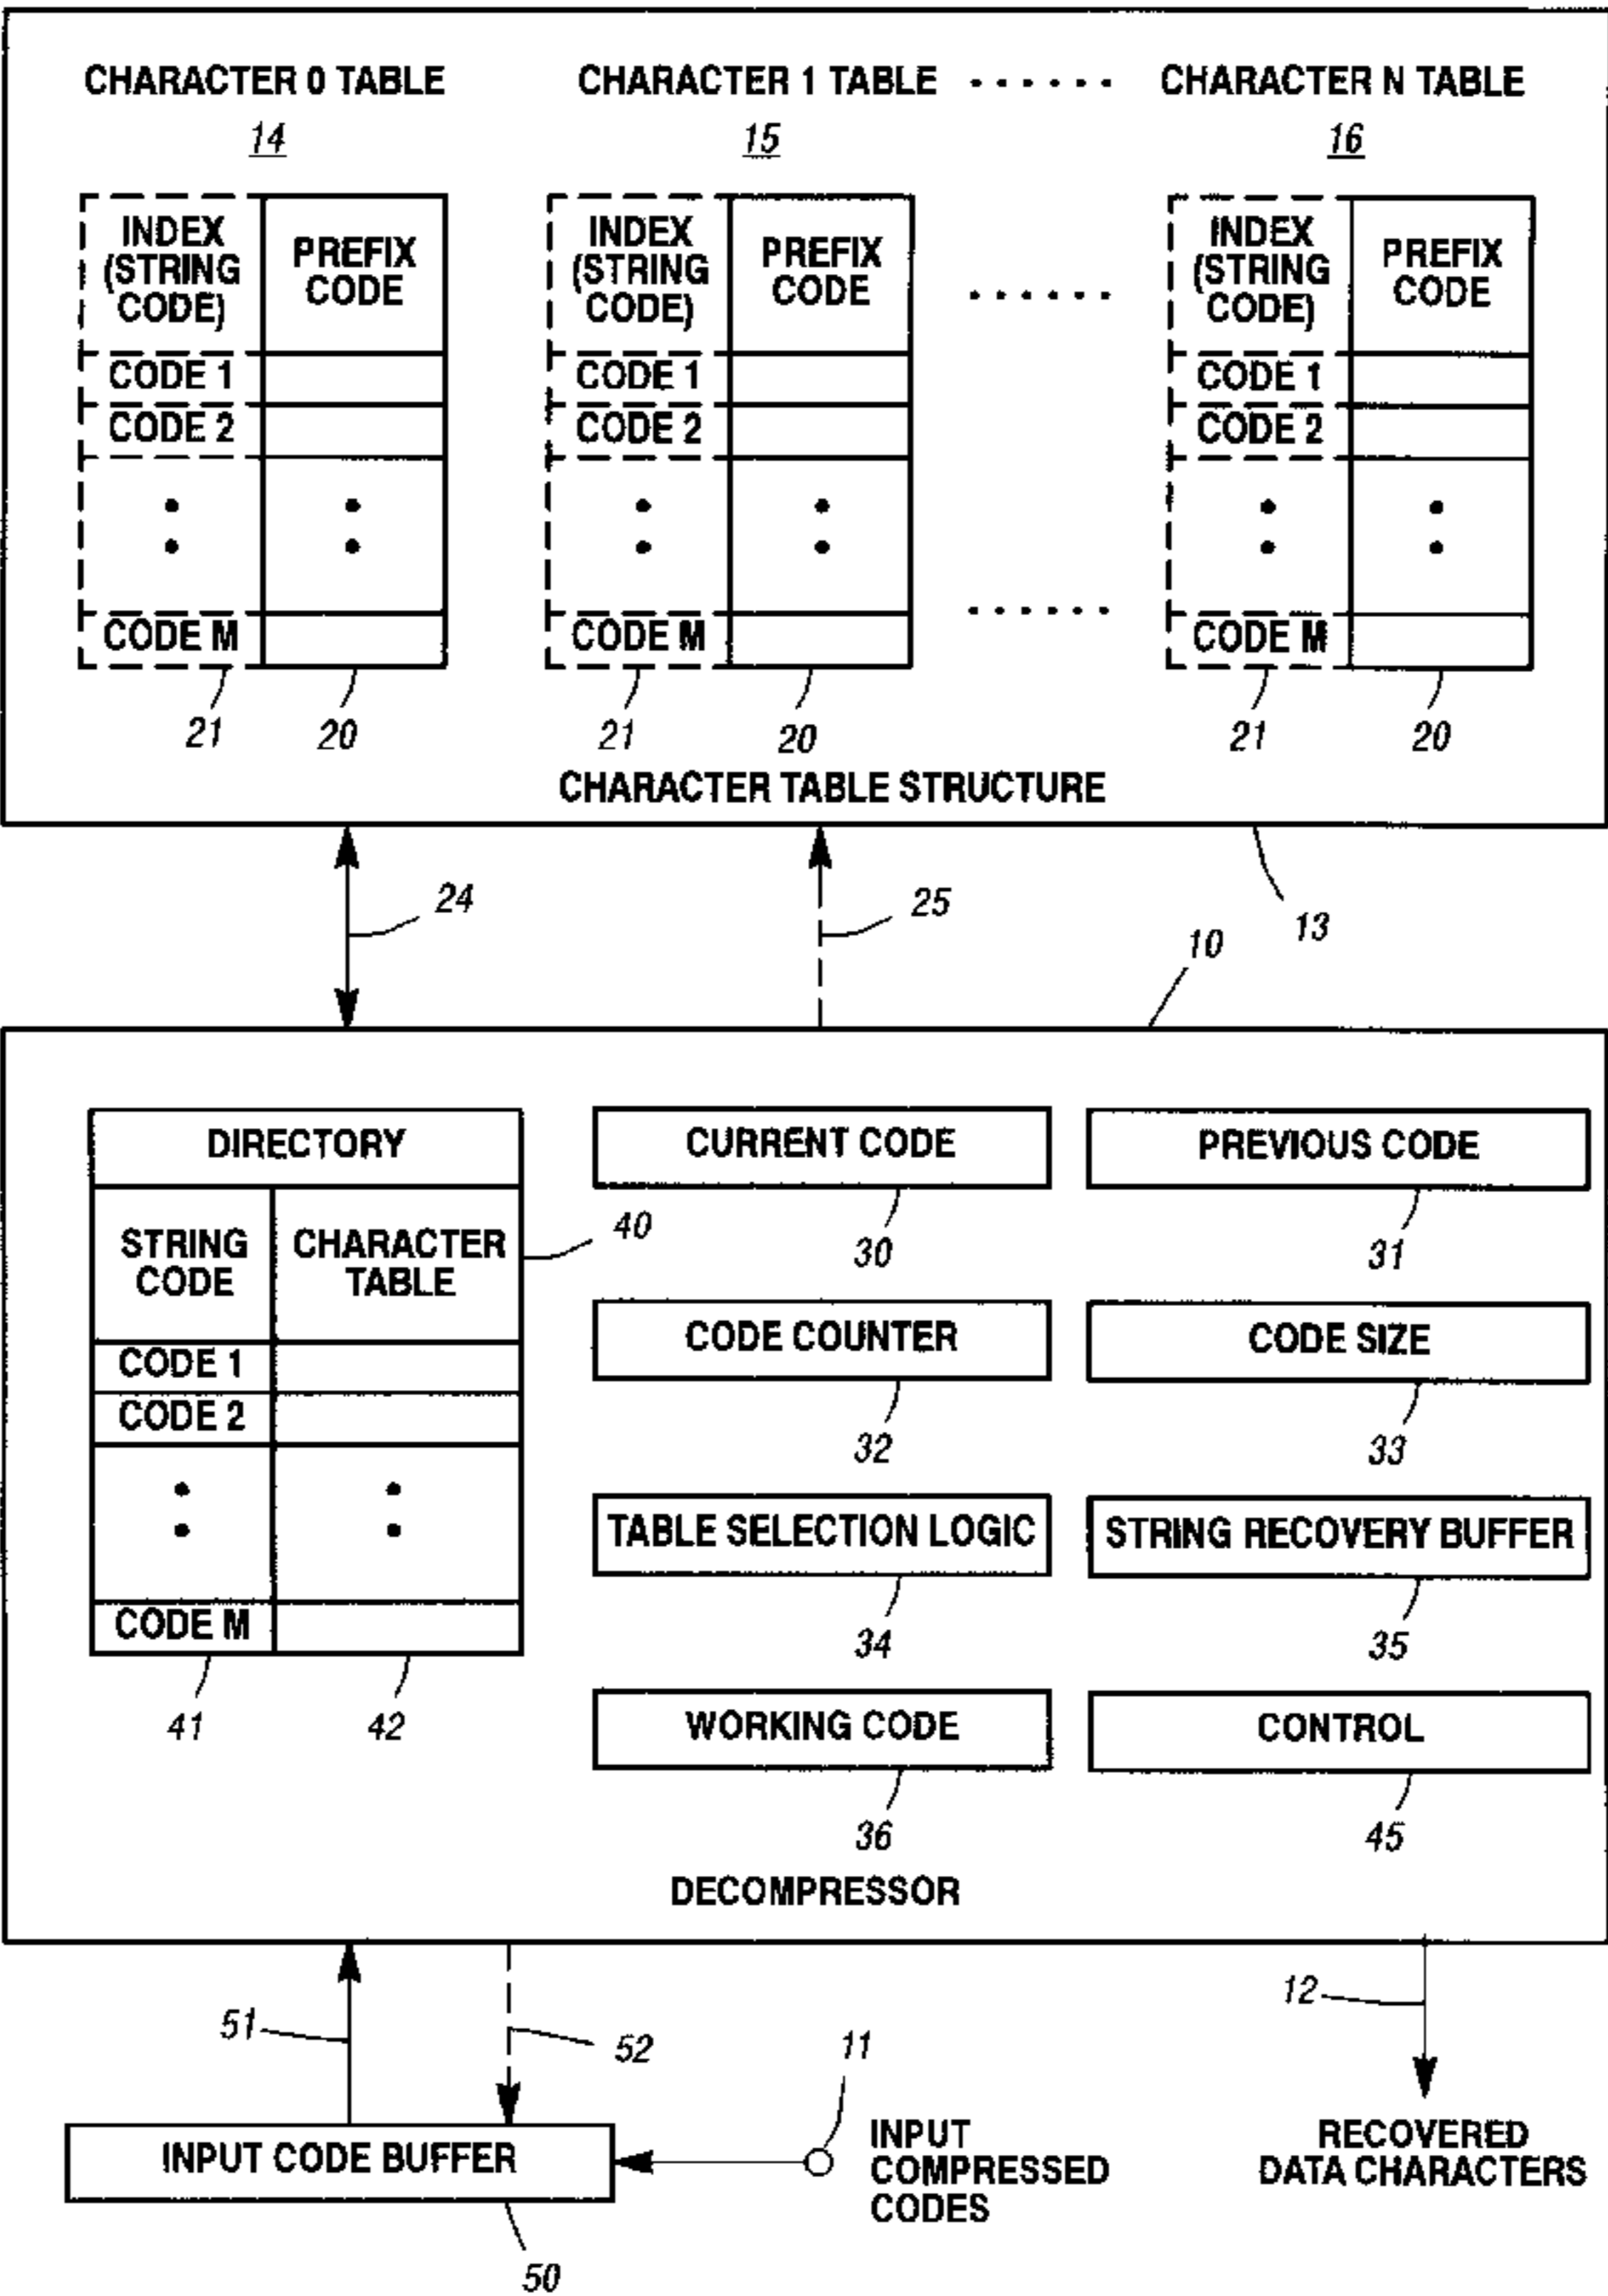 CHARACTER 0 TABLE
CHARACTER 1 TABLE
CHARACTER N TABLE
14
15
16
INDEX
(STRING
CODE)
PREFIX
CODE
INDEX
(STRING
CODE)
PREFIX
CODE
INDEX
(STRING
CODE)
PREFIX
CODE
CODE 1
CODE 1
CODE 1
CODE 2
CODE 2
CODE 2
CODE M
CODE M
CODE M
21
20
21
20
21
20
CHARACTER TABLE STRUCTURE
24
25
13
10
DIRECTORY
STRING
CODE
CHARACTER
TABLE
40
CODE 1
CODE 2
CODE M
41
42
CURRENT CODE
30
PREVIOUS CODE
31
CODE COUNTER
32
CODE SIZE
33
TABLE SELECTION LOGIC
34
STRING RECOVERY BUFFER
35
WORKING CODE
36
CONTROL
45
DECOMPRESSOR
51
52
11
12
INPUT CODE BUFFER
50
INPUT
COMPRESSED
CODES
RECOVERED
DATA CHARACTERS